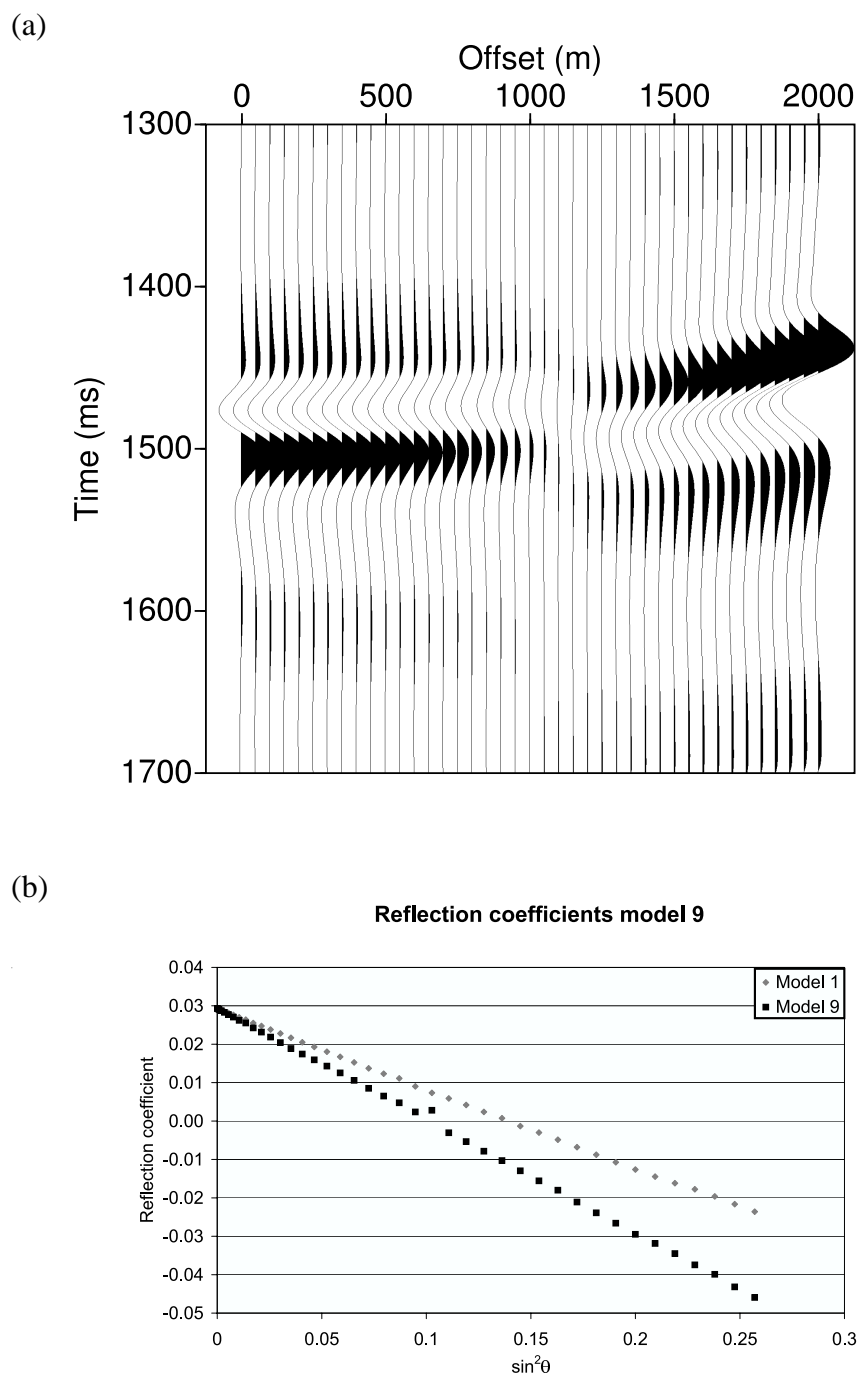 (a)
Offset (m)
0 500 1000 1500 2000
1300
1400
1500
1600
1700
Time (ms)
(b)
Reflection coefficients model 9
0.04
0.03
0.02
0.01
0.00
-0.01
-0.02
-0.03
-0.04
-0.05
Reflection coefficient
Model 1
Model 9
0 0.05 0.1 0.15 0.2 0.25 0.3
sin²θ